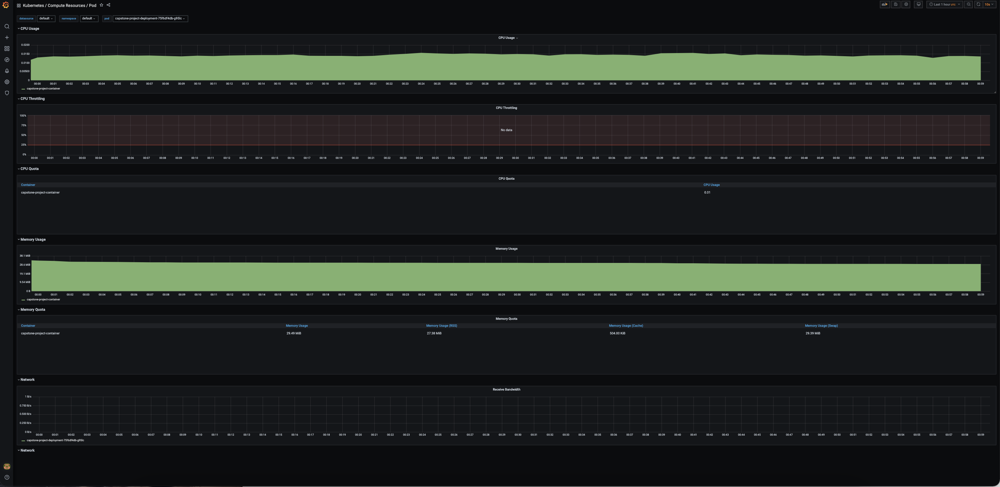 Kubernetes / Compute Resources / Pod
Last 1 hour UTC
10s
datasource default namespace default pod capstone-project-deployment-75f6df4db-g95lc
CPU Usage
CPU Usage
0.0200
0.0150
0.0100
0.00500
0
00:00 00:01 00:02 00:03 00:04 00:05 00:06 00:07 00:08 00:09 00:10 00:11 00:12 00:13 00:14 00:15 00:16 00:17 00:18 00:19 00:20 00:21 00:22 00:23 00:24 00:25 00:26 00:27 00:28 00:29 00:30 00:31 00:32 00:33 00:34 00:35 00:36 00:37 00:38 00:39 00:40 00:41 00:42 00:43 00:44 00:45 00:46 00:47 00:48 00:49 00:50 00:51 00:52 00:53 00:54 00:55 00:56 00:57 00:58 00:59
capstone-project-container
CPU Throttling
CPU Throttling
100%
75%
No data
50%
25%
0%
00:00 00:01 00:02 00:03 00:04 00:05 00:06 00:07 00:08 00:09 00:10 00:11 00:12 00:13 00:14 00:15 00:16 00:17 00:18 00:19 00:20 00:21 00:22 00:23 00:24 00:25 00:26 00:27 00:28 00:29 00:30 00:31 00:32 00:33 00:34 00:35 00:36 00:37 00:38 00:39 00:40 00:41 00:42 00:43 00:44 00:45 00:46 00:47 00:48 00:49 00:50 00:51 00:52 00:53 00:54 00:55 00:56 00:57 00:58 00:59
CPU Quota
CPU Quota
Container CPU Usage
capstone-project-container 0.01
Memory Usage
Memory Usage
38.1 MiB
28.6 MiB
19.1 MiB
9.54 MiB
0 B
00:00 00:01 00:02 00:03 00:04 00:05 00:06 00:07 00:08 00:09 00:10 00:11 00:12 00:13 00:14 00:15 00:16 00:17 00:18 00:19 00:20 00:21 00:22 00:23 00:24 00:25 00:26 00:27 00:28 00:29 00:30 00:31 00:32 00:33 00:34 00:35 00:36 00:37 00:38 00:39 00:40 00:41 00:42 00:43 00:44 00:45 00:46 00:47 00:48 00:49 00:50 00:51 00:52 00:53 00:54 00:55 00:56 00:57 00:58 00:59
capstone-project-container
Memory Quota
Memory Quota
Container Memory Usage Memory Usage (RSS) Memory Usage (Cache) Memory Usage (Swap)
capstone-project-container 29.49 MiB 27.38 MiB 504.00 KiB 29.39 MiB
Network
Receive Bandwidth
1 B/s
0.750 B/s
0.500 B/s
0.250 B/s
0 B/s
00:00 00:01 00:02 00:03 00:04 00:05 00:06 00:07 00:08 00:09 00:10 00:11 00:12 00:13 00:14 00:15 00:16 00:17 00:18 00:19 00:20 00:21 00:22 00:23 00:24 00:25 00:26 00:27 00:28 00:29 00:30 00:31 00:32 00:33 00:34 00:35 00:36 00:37 00:38 00:39 00:40 00:41 00:42 00:43 00:44 00:45 00:46 00:47 00:48 00:49 00:50 00:51 00:52 00:53 00:54 00:55 00:56 00:57 00:58 00:59
capstone-project-deployment-75f6df4db-g95lc
Network